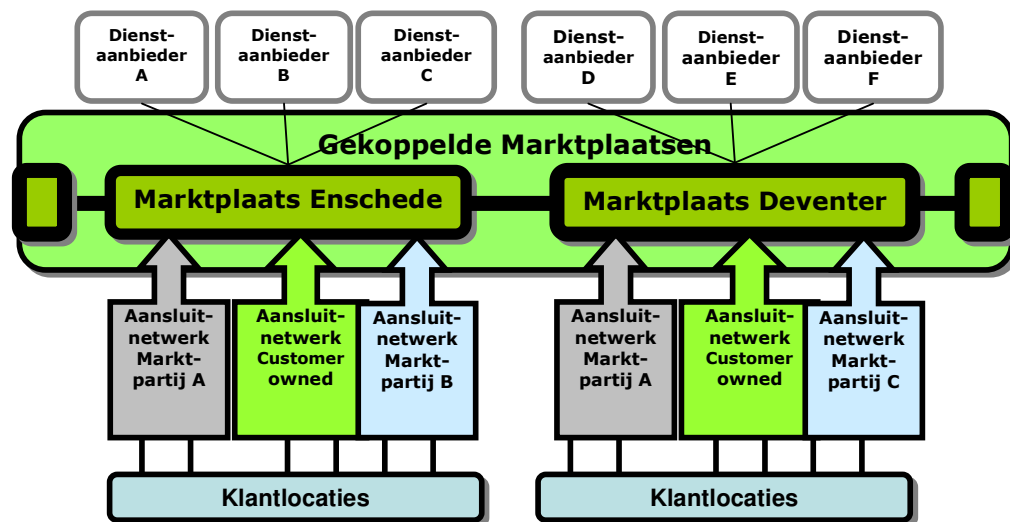 Dienst-
aanbieder
A
Dienst-
aanbieder
B
Dienst-
aanbieder
C
Dienst-
aanbieder
D
Dienst-
aanbieder
E
Dienst-
aanbieder
F
Gekoppelde Marktplaatsen
Marktplaats Enschede
Marktplaats Deventer
Aansluit-
netwerk
Markt-
partij A
Aansluit-
netwerk
Customer
owned
Aansluit-
netwerk
Markt-
partij B
Aansluit-
netwerk
Markt-
partij A
Aansluit-
netwerk
Customer
owned
Aansluit-
netwerk
Markt-
partij C
Klantlocaties
Klantlocaties